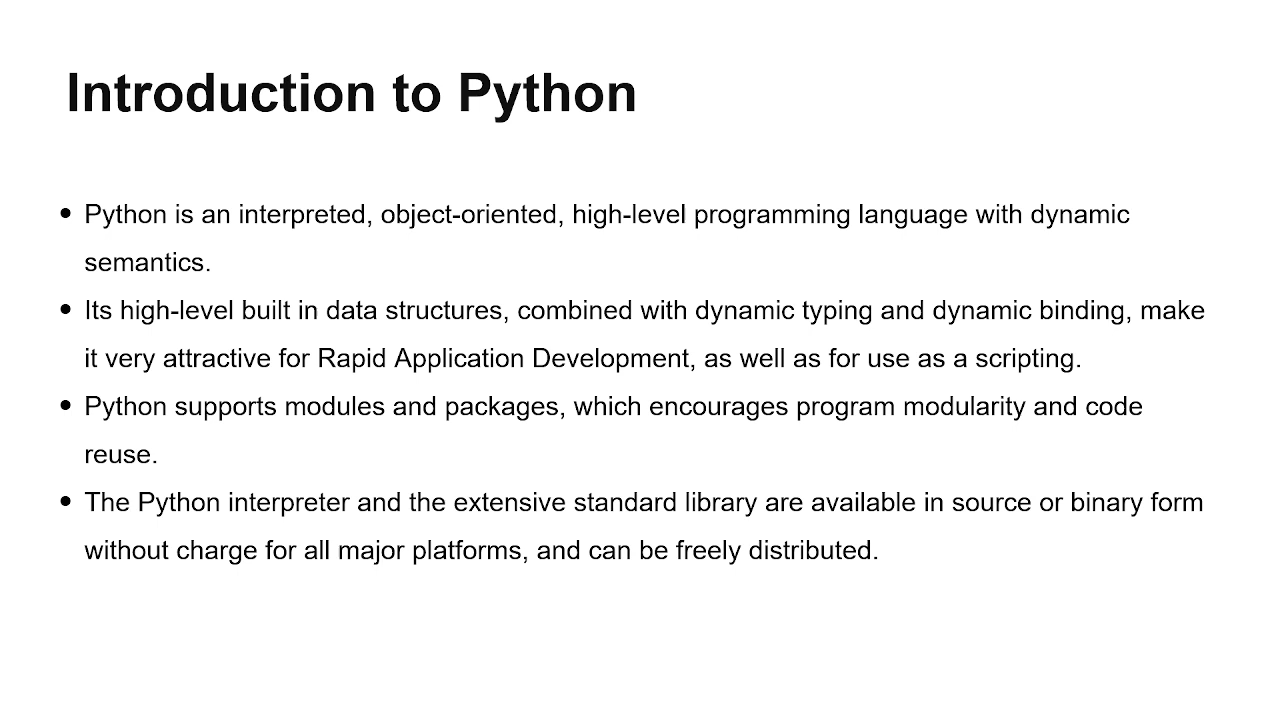 Introduction to Python
• Python is an interpreted, object-oriented, high-level programming language with dynamic
semantics.
• Its high-level built in data structures, combined with dynamic typing and dynamic binding, make
it very attractive for Rapid Application Development, as well as for use as a scripting.
• Python supports modules and packages, which encourages program modularity and code
reuse.
• The Python interpreter and the extensive standard library are available in source or binary form
without charge for all major platforms, and can be freely distributed.